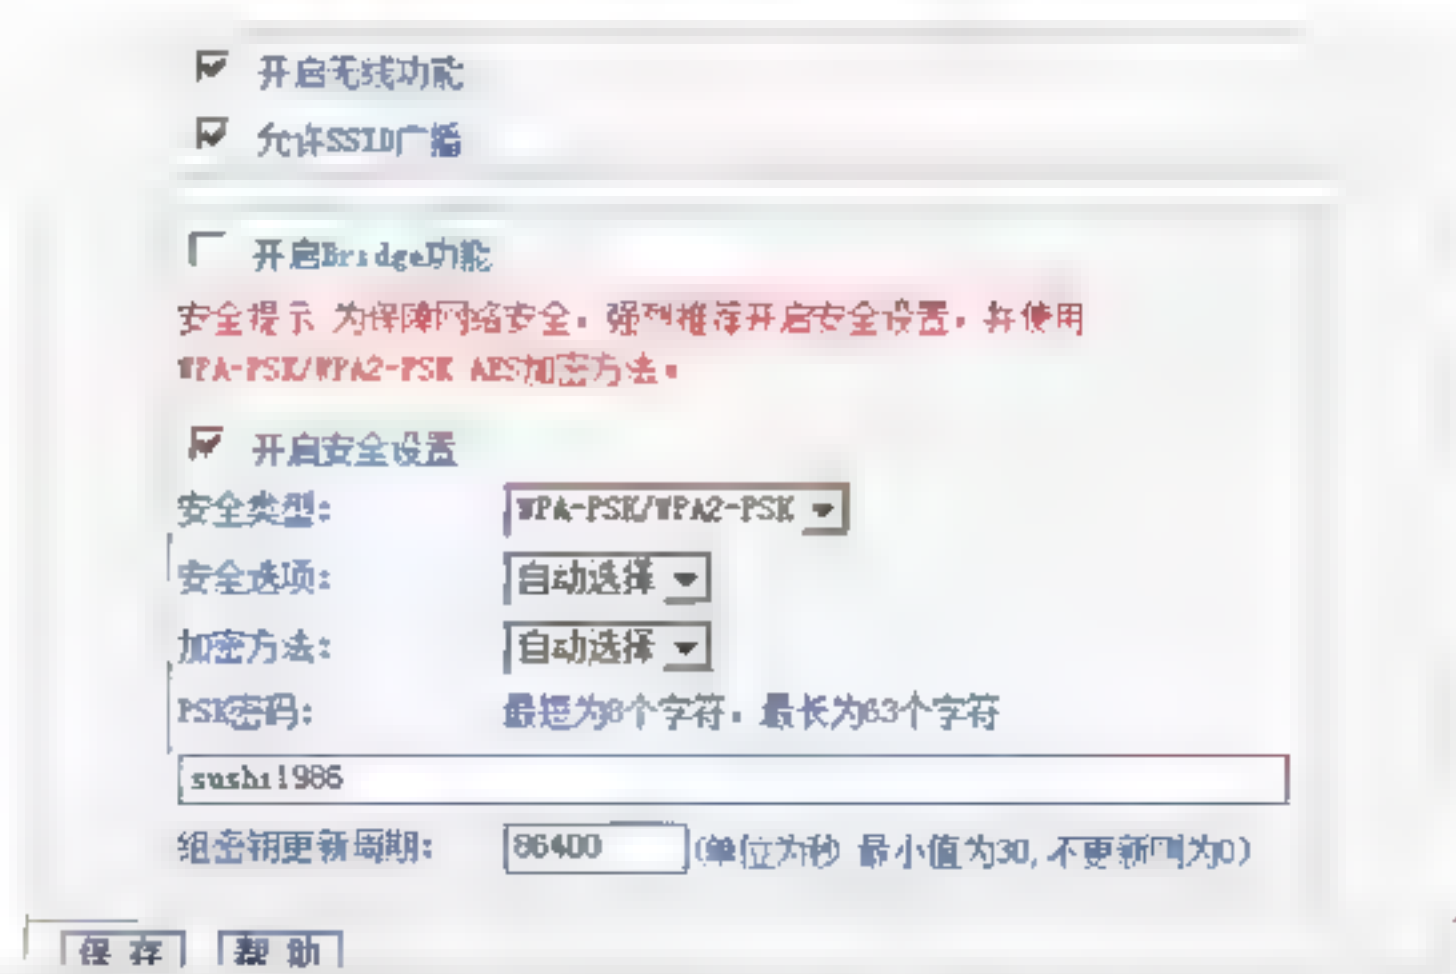 开启无线功能
允许SSID广播
开启Bridge功能
安全提示 为保障网络安全，强烈推荐开启安全设置，并使用
WPA-PSK/WPA2-PSK AES加密方法。
开启安全设置
安全类型： WPA-PSK/WPA2-PSK
安全选项： 自动选择
加密方法： 自动选择
PSK密码： 最短为8个字符，最长为63个字符
sushi1986
组密钥更新周期： 86400 (单位为秒 最小值为30,不更新则为0)
保 存 帮 助